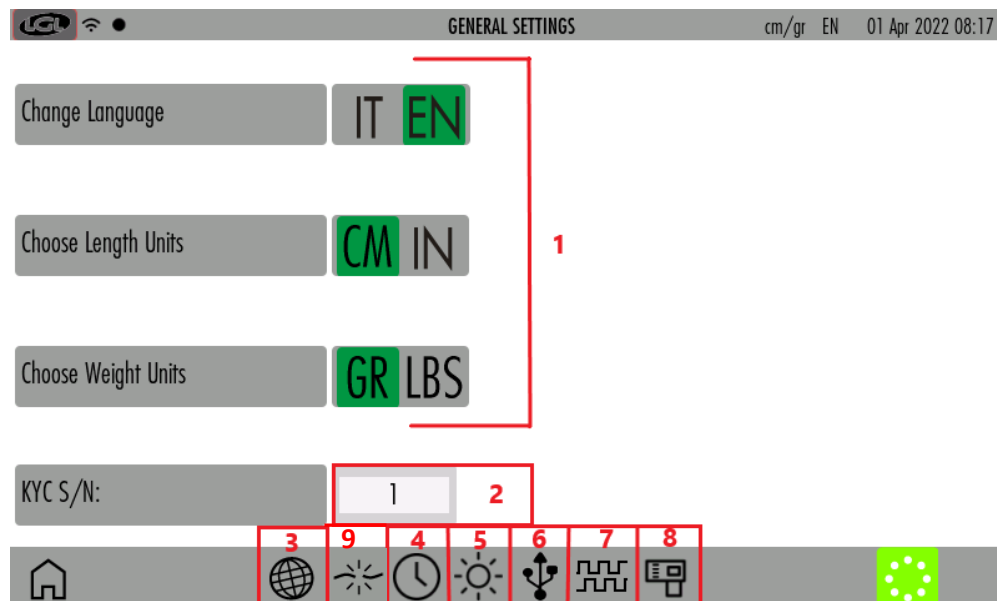 LGL GENERAL SETTINGS cm/gr EN 01 Apr 2022 08:17
Change Language IT EN
Choose Length Units CM IN 1
Choose Weight Units GR LBS
KYC S/N: 1 2
3 9 4 5 6 7 8